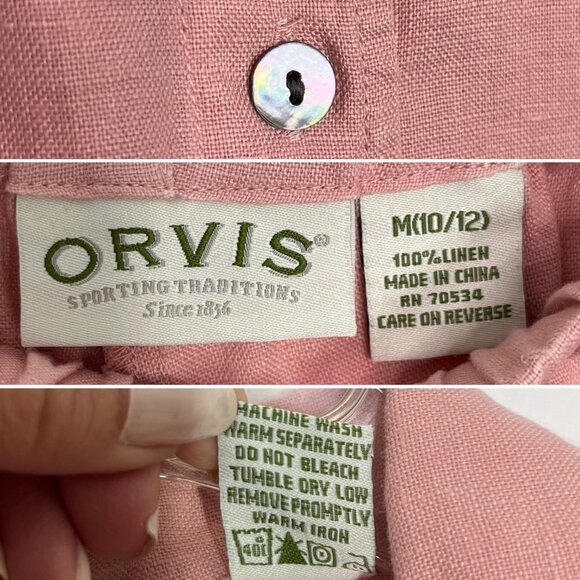 ORVIS®
SPORTING TRADITIONS
Since 1856
M(10/12)
100%LINEN
MADE IN CHINA
RN 70534
CARE ON REVERSE
MACHINE WASH
WARM SEPARATELY
DO NOT BLEACH
TUMBLE DRY LOW
REMOVE PROMPTLY
WARM IRON
40